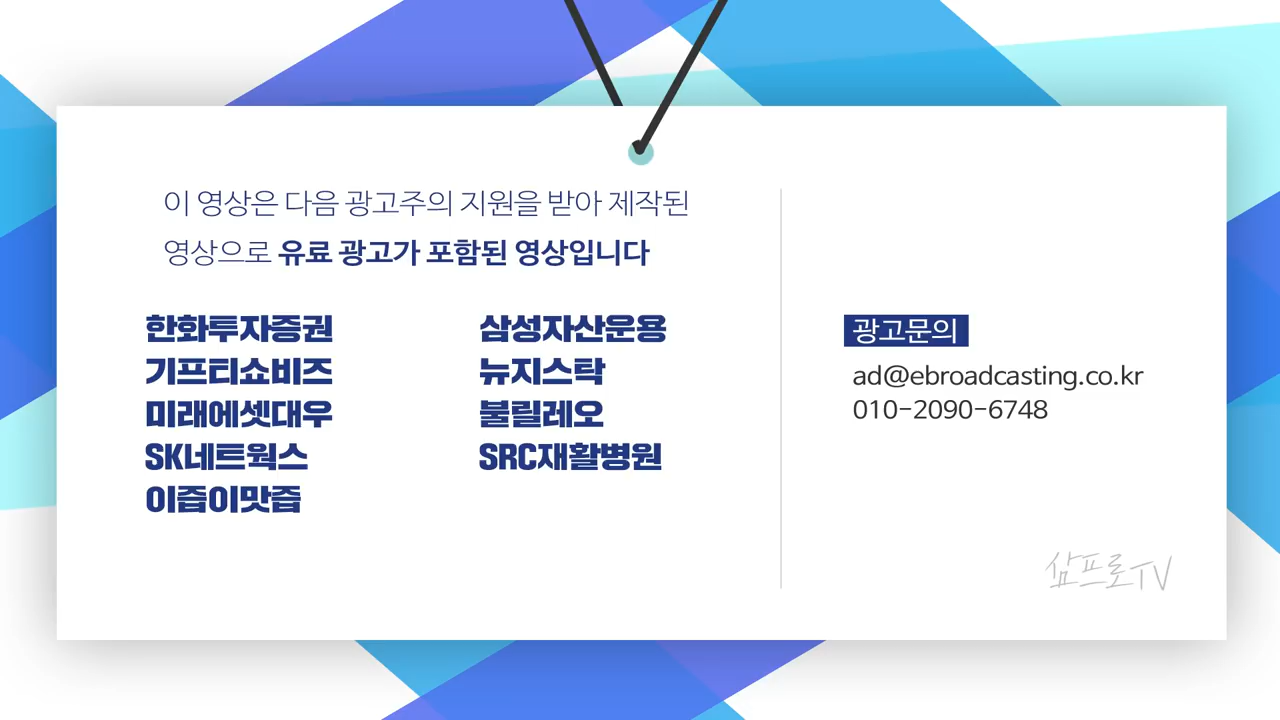 이 영상은 다음 광고주의 지원을 받아 제작된
영상으로 유료 광고가 포함된 영상입니다
한화투자증권
기프티쇼비즈
미래에셋대우
SK네트웍스
이즙이맛즙
삼성자산운용
뉴지스탁
불릴레오
SRC재활병원
광고문의
ad@ebroadcasting.co.kr
010-2090-6748
삼프로TV